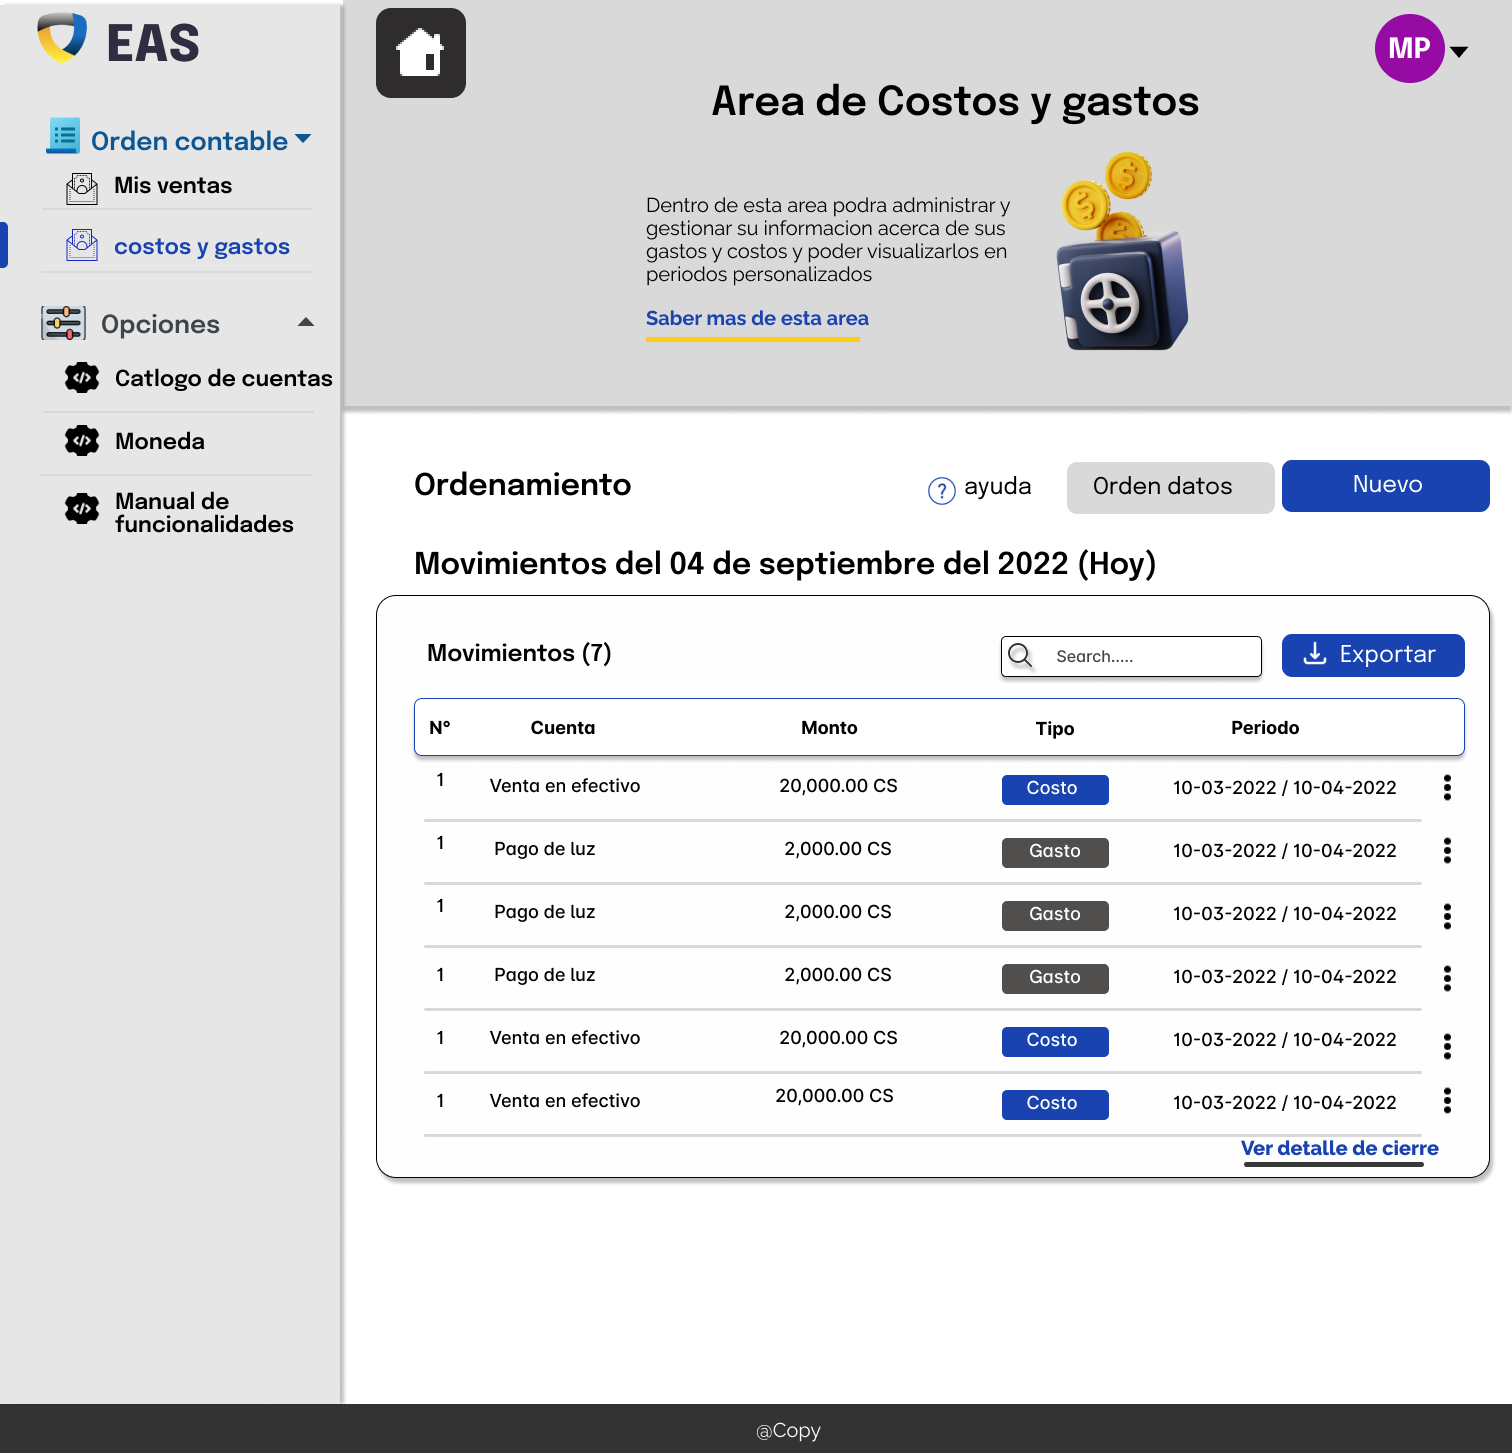 EAS
Orden contable
Mis ventas
costos y gastos
Opciones
Catlogo de cuentas
Moneda
Manual de
funcionalidades
MP
Area de Costos y gastos
Dentro de esta area podra administrar y
gestionar su informacion acerca de sus
gastos y costos y poder visualizarlos en
periodos personalizados
Saber mas de esta area
Ordenamiento
? ayuda
Orden datos
Nuevo
Movimientos del 04 de septiembre del 2022 (Hoy)
Movimientos (7)
Search.....
Exportar
N° Cuenta Monto Tipo Periodo
1 Venta en efectivo 20,000.00 CS Costo 10-03-2022 / 10-04-2022
1 Pago de luz 2,000.00 CS Gasto 10-03-2022 / 10-04-2022
1 Pago de luz 2,000.00 CS Gasto 10-03-2022 / 10-04-2022
1 Pago de luz 2,000.00 CS Gasto 10-03-2022 / 10-04-2022
1 Venta en efectivo 20,000.00 CS Costo 10-03-2022 / 10-04-2022
1 Venta en efectivo 20,000.00 CS Costo 10-03-2022 / 10-04-2022
Ver detalle de cierre
@Copy